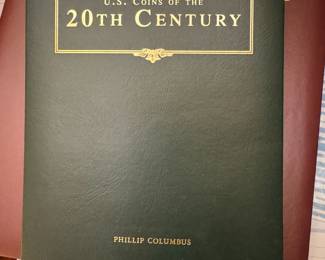 U.S. COINS OF THE
20TH CENTURY
PHILLIP COLUMBUS